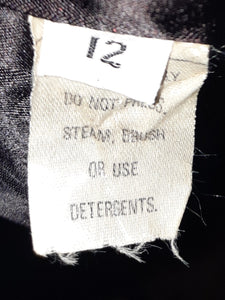 12
DO NOT PRESS,
STEAM, BRUSH
OR USE
DETERGENTS.